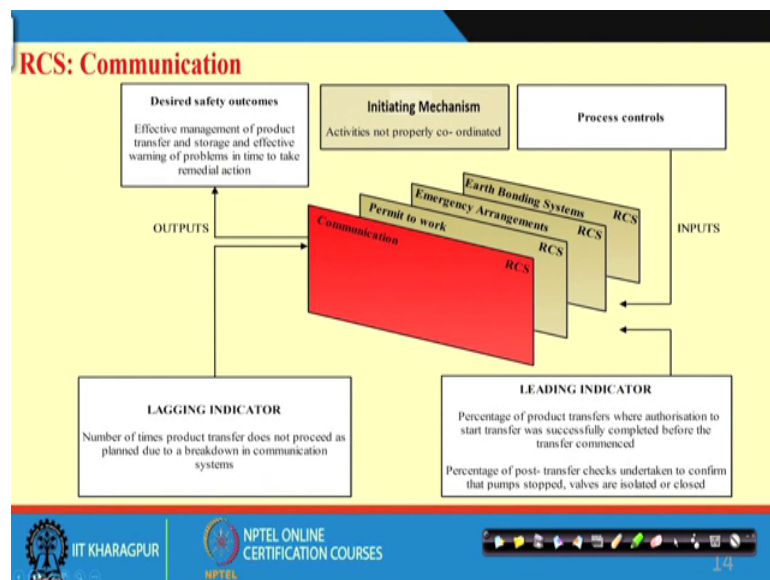 RCS: Communication
Desired safety outcomes
Effective management of product
transfer and storage and effective
warning of problems in time to take
remedial action
Initiating Mechanism
Activities not properly co- ordinated
Process controls
OUTPUTS
INPUTS
Earth Bonding Systems
RCS
Emergency Arrangements
RCS
Permit to work
RCS
Communication
RCS
LAGGING INDICATOR
Number of times product transfer does not proceed as
planned due to a breakdown in communication
systems
LEADING INDICATOR
Percentage of product transfers where authorisation to
start transfer was successfully completed before the
transfer commenced
Percentage of post- transfer checks undertaken to confirm
that pumps stopped, valves are isolated or closed
IIT KHARAGPUR
NPTEL
NPTEL ONLINE
CERTIFICATION COURSES
14